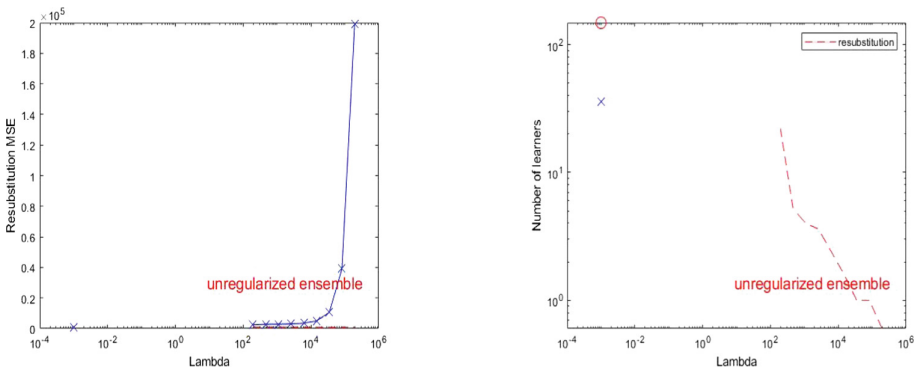 2 ×10^5
1.8
1.6
1.4
1.2
1
0.8
0.6
0.4
0.2
0
Resubstitution MSE
unregularized ensemble
10^-4 10^-2 10^0 10^2 10^4 10^6
Lambda
10^2
10^1
10^0
Number of learners
resubstitution
unregularized ensemble
10^-4 10^-2 10^0 10^2 10^4 10^6
Lambda